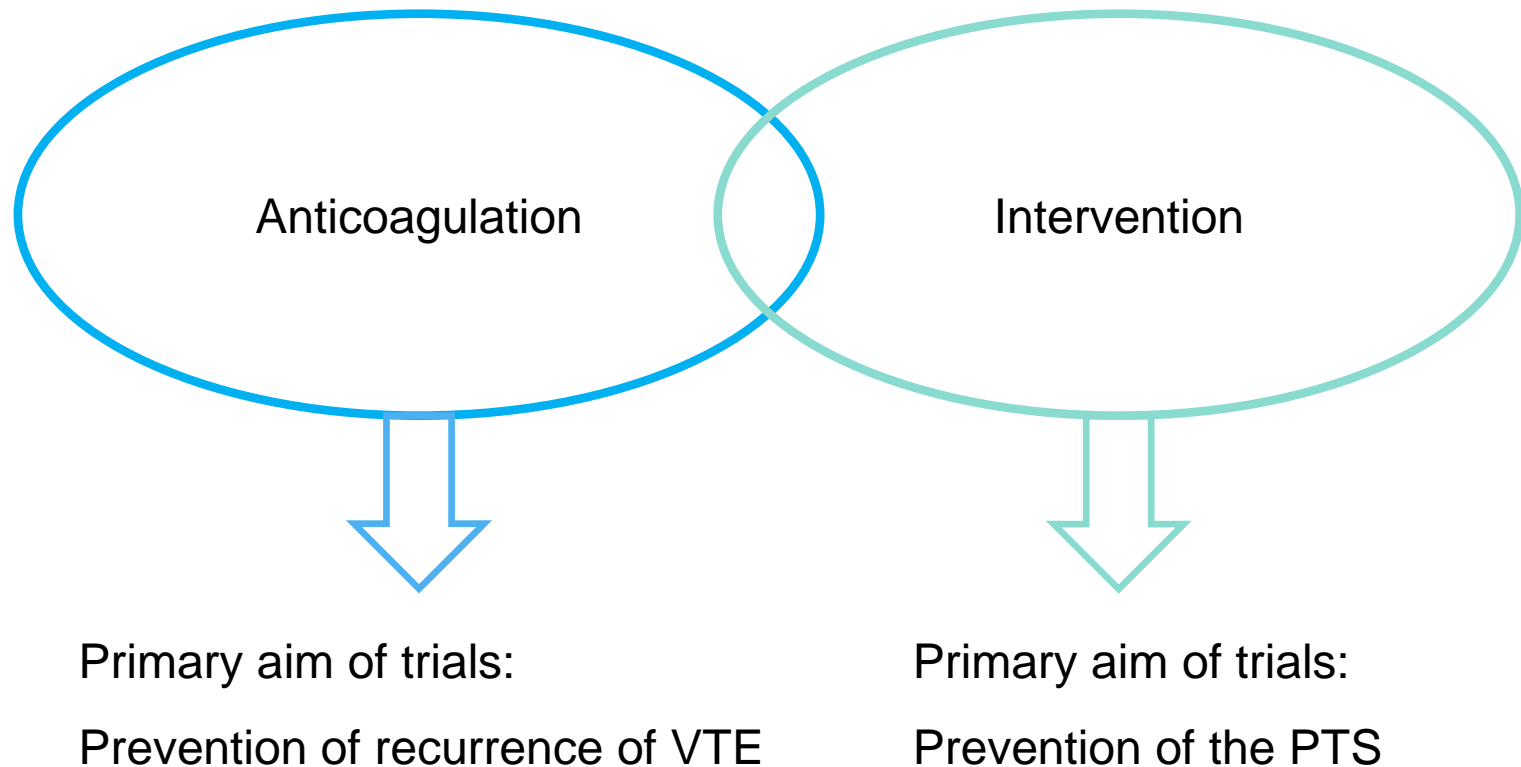 Anticoagulation
Intervention
Primary aim of trials:
Prevention of recurrence of VTE
Primary aim of trials:
Prevention of the PTS